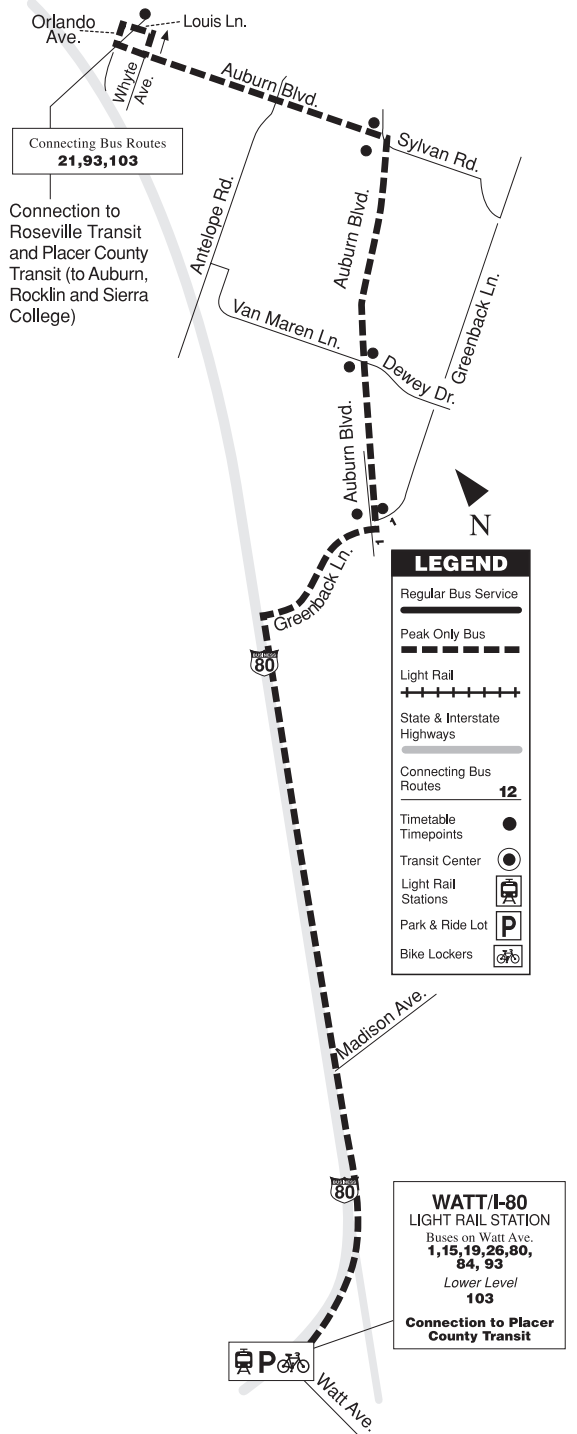 Orlando
Ave.
Louis Ln.
Whyte
Ave.
Auburn Blvd.
Connecting Bus Routes
21,93,103
Sylvan Rd.
Connection to
Roseville Transit
and Placer County
Transit (to Auburn,
Rocklin and Sierra
College)
Antelope Rd.
Auburn Blvd.
Greenback Ln.
Van Maren Ln.
Dewey Dr.
Auburn Blvd.
1
1
N
Greenback Ln.
BUSINESS
80
LEGEND
Regular Bus Service
Peak Only Bus
Light Rail
State & Interstate
Highways
Connecting Bus
Routes 12
Timetable
Timepoints
Transit Center
Light Rail
Stations
Park & Ride Lot P
Bike Lockers
Madison Ave.
BUSINESS
80
WATT/I-80
LIGHT RAIL STATION
Buses on Watt Ave.
1,15,19,26,80,
84, 93
Lower Level
103
Connection to Placer
County Transit
P
Watt Ave.